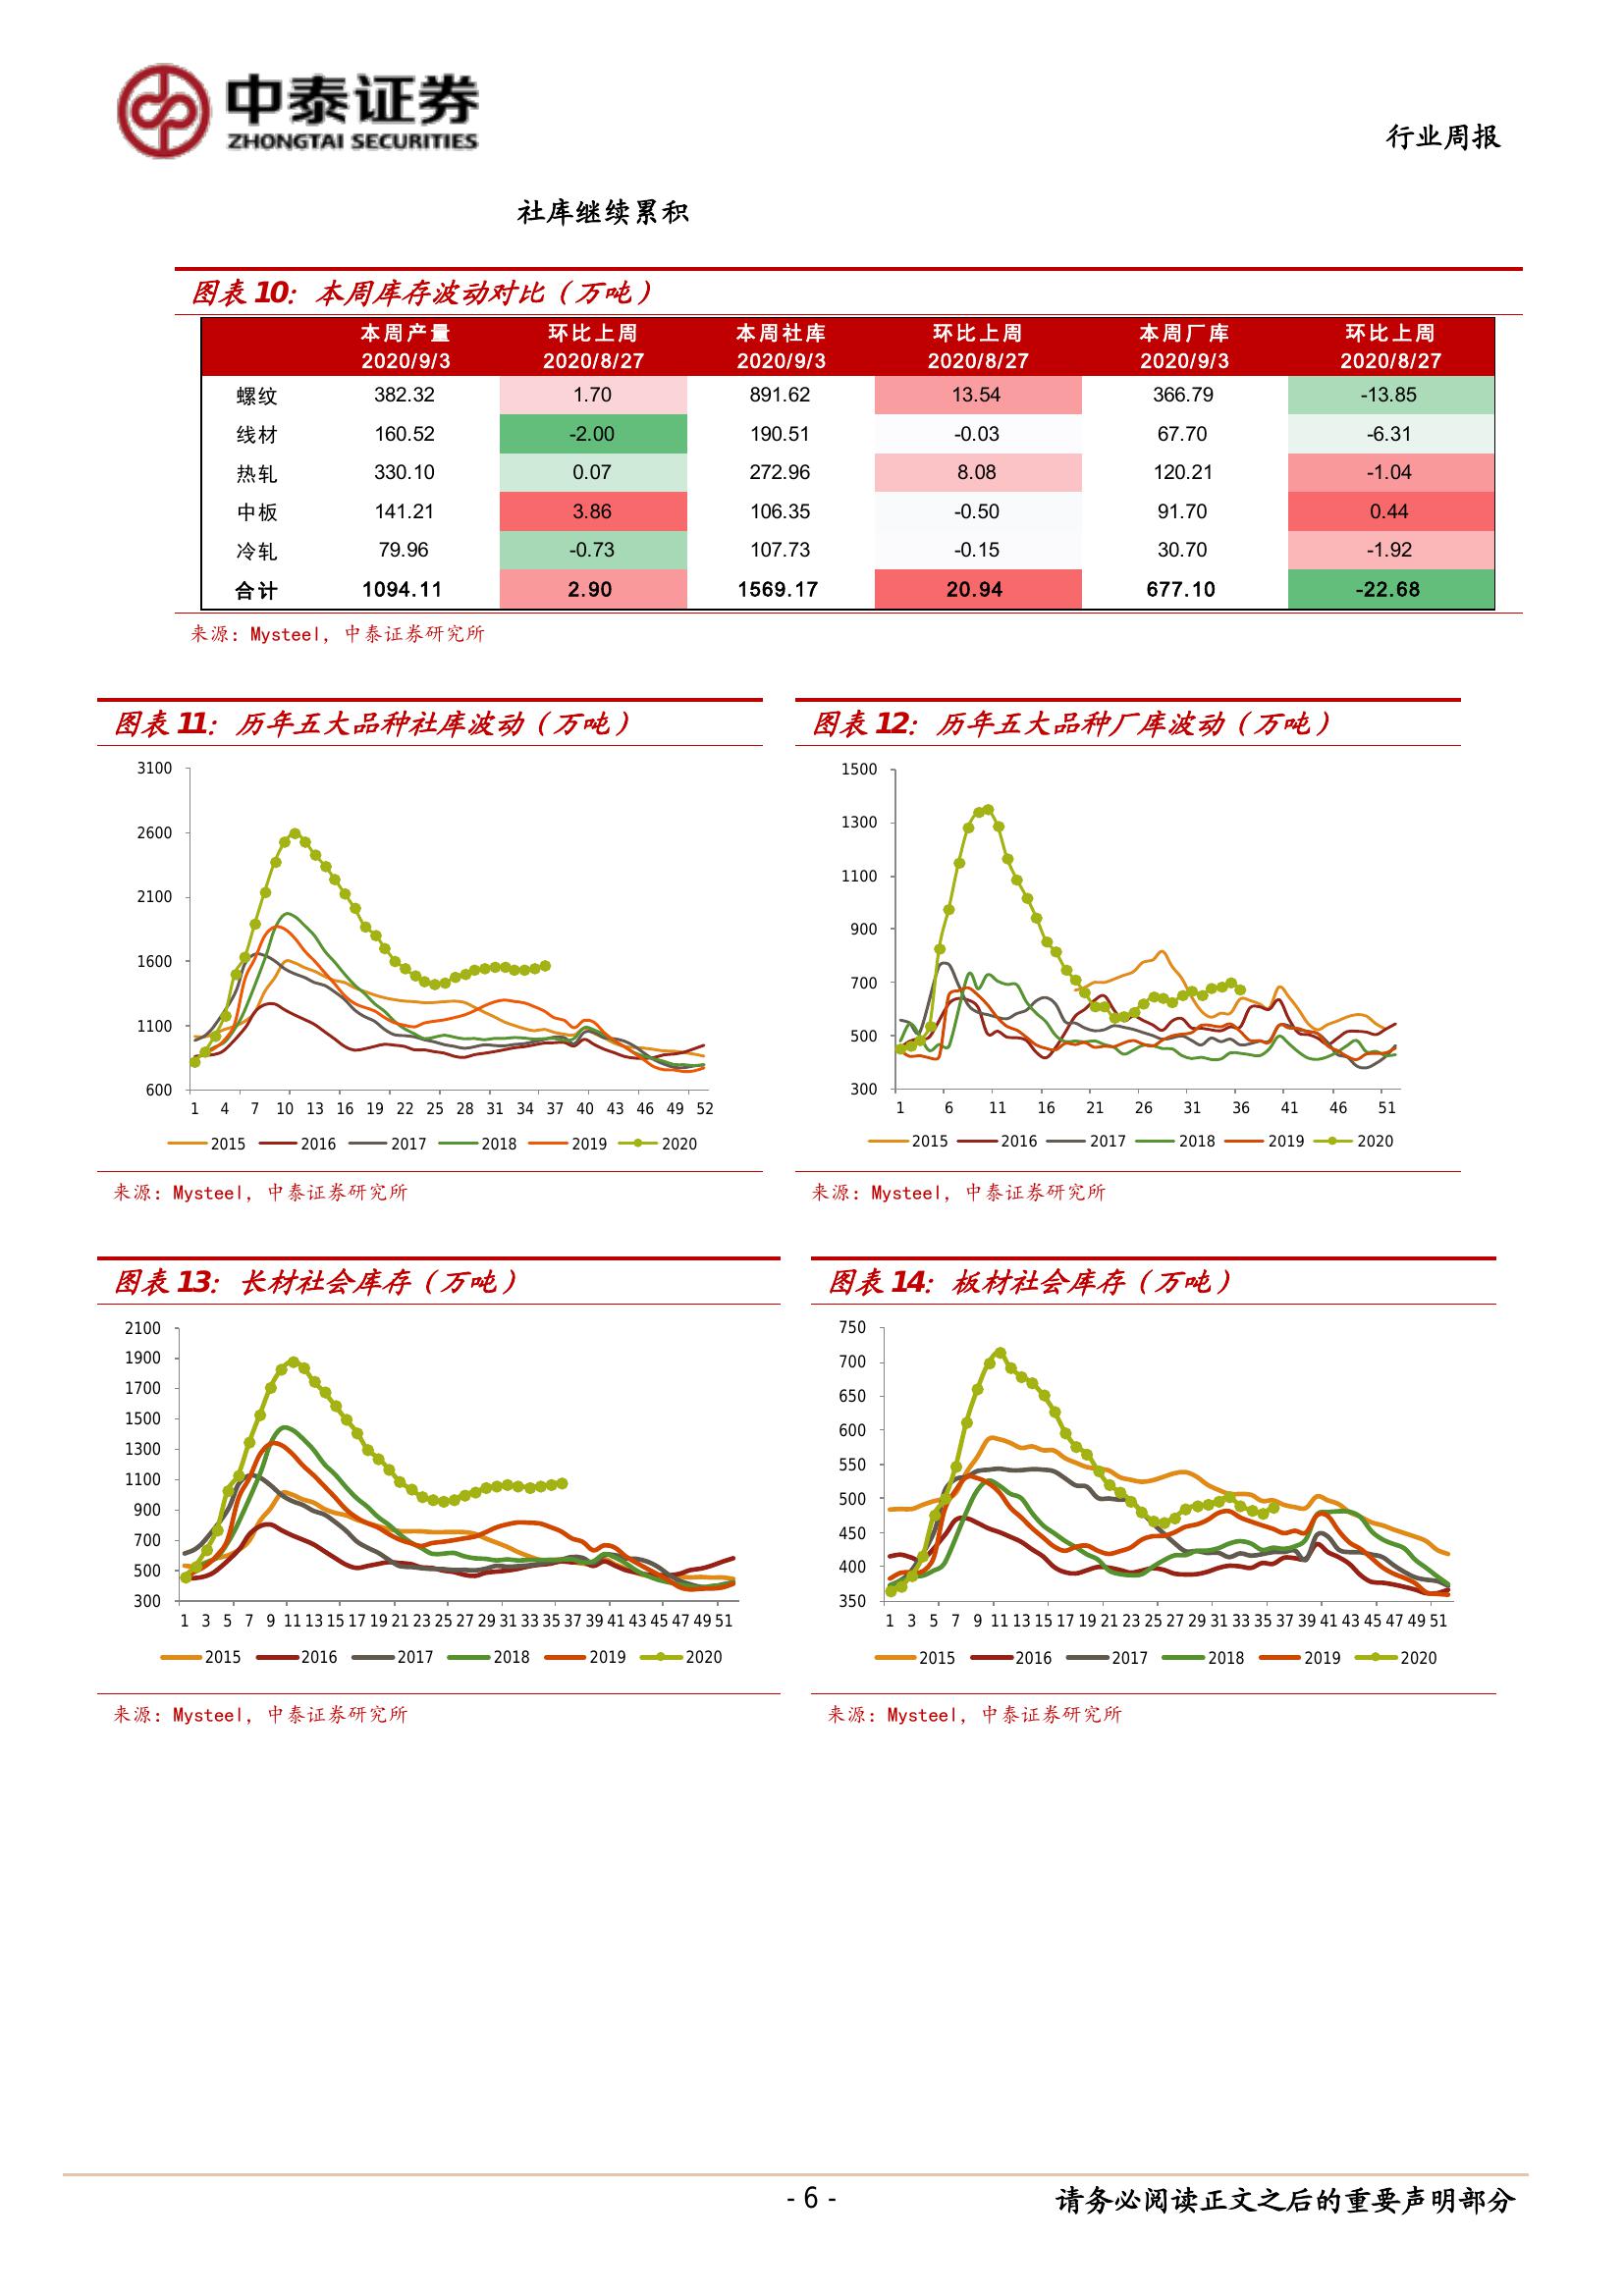 中泰证券
ZHONGTAI SECURITIES
行业周报
社库继续累积
图表 10：本周库存波动对比（万吨）
本周产量 环比上周 本周社库 环比上周 本周厂库 环比上周
2020/9/3 2020/8/27 2020/9/3 2020/8/27 2020/9/3 2020/8/27
螺纹 382.32 1.70 891.62 13.54 366.79 -13.85
线材 160.52 -2.00 190.51 -0.03 67.70 -6.31
热轧 330.10 0.07 272.96 8.08 120.21 -1.04
中板 141.21 3.86 106.35 -0.50 91.70 0.44
冷轧 79.96 -0.73 107.73 -0.15 30.70 -1.92
合计 1094.11 2.90 1569.17 20.94 677.10 -22.68
来源：Mysteel，中泰证券研究所
图表 11：历年五大品种社库波动（万吨）
3100
2600
2100
1600
1100
600
1 4 7 10 13 16 19 22 25 28 31 34 37 40 43 46 49 52
2015 2016 2017 2018 2019 2020
来源：Mysteel，中泰证券研究所
图表 12：历年五大品种厂库波动（万吨）
1500
1300
1100
900
700
500
300
1 6 11 16 21 26 31 36 41 46 51
2015 2016 2017 2018 2019 2020
来源：Mysteel，中泰证券研究所
图表 13：长材社会库存（万吨）
2100
1900
1700
1500
1300
1100
900
700
500
300
1 3 5 7 9 11 13 15 17 19 21 23 25 27 29 31 33 35 37 39 41 43 45 47 49 51
2015 2016 2017 2018 2019 2020
来源：Mysteel，中泰证券研究所
图表 14：板材社会库存（万吨）
750
700
650
600
550
500
450
400
350
1 3 5 7 9 11 13 15 17 19 21 23 25 27 29 31 33 35 37 39 41 43 45 47 49 51
2015 2016 2017 2018 2019 2020
来源：Mysteel，中泰证券研究所
- 6 -
请务必阅读正文之后的重要声明部分